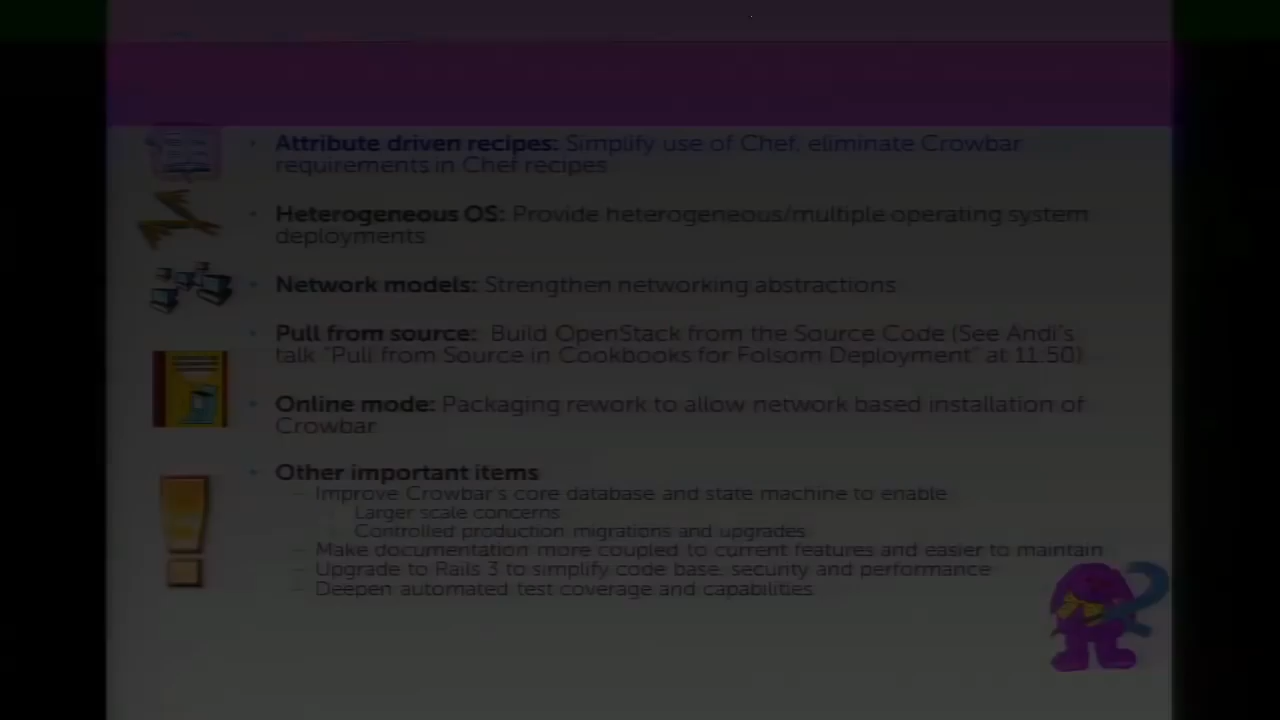 Attribute driven recipes: Simplify use of Chef, eliminate Crowbar
requirements in Chef recipes
Heterogeneous OS: Provide heterogeneous/multiple operating system
deployments
Network models: Strengthen networking abstractions
Pull from source: Build OpenStack from the Source Code (See Andi's
talk "Pull from Source in Cookbooks for Folsom Deployment" at 11:50)
Online mode: Packaging rework to allow network based installation of
Crowbar
Other important items
– Improve Crowbar's core database and state machine to enable
Larger scale concerns
Controlled production migrations and upgrades
– Make documentation more coupled to current features and easier to maintain
– Upgrade to Rails 3 to simplify code base, security and performance
– Deepen automated test coverage and capabilities
2